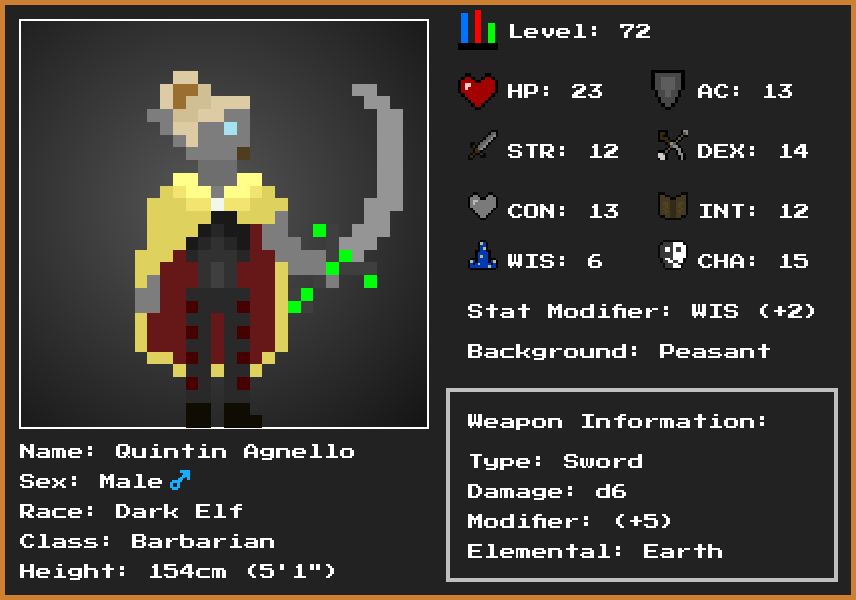 Level: 72
HP: 23
AC: 13
STR: 12
DEX: 14
CON: 13
INT: 12
WIS: 6
CHA: 15
Stat Modifier: WIS (+2)
Background: Peasant
Weapon Information:
Type: Sword
Damage: d6
Modifier: (+5)
Elemental: Earth
Name: Quintin Agnello
Sex: Male♂
Race: Dark Elf
Class: Barbarian
Height: 154cm (5'1")